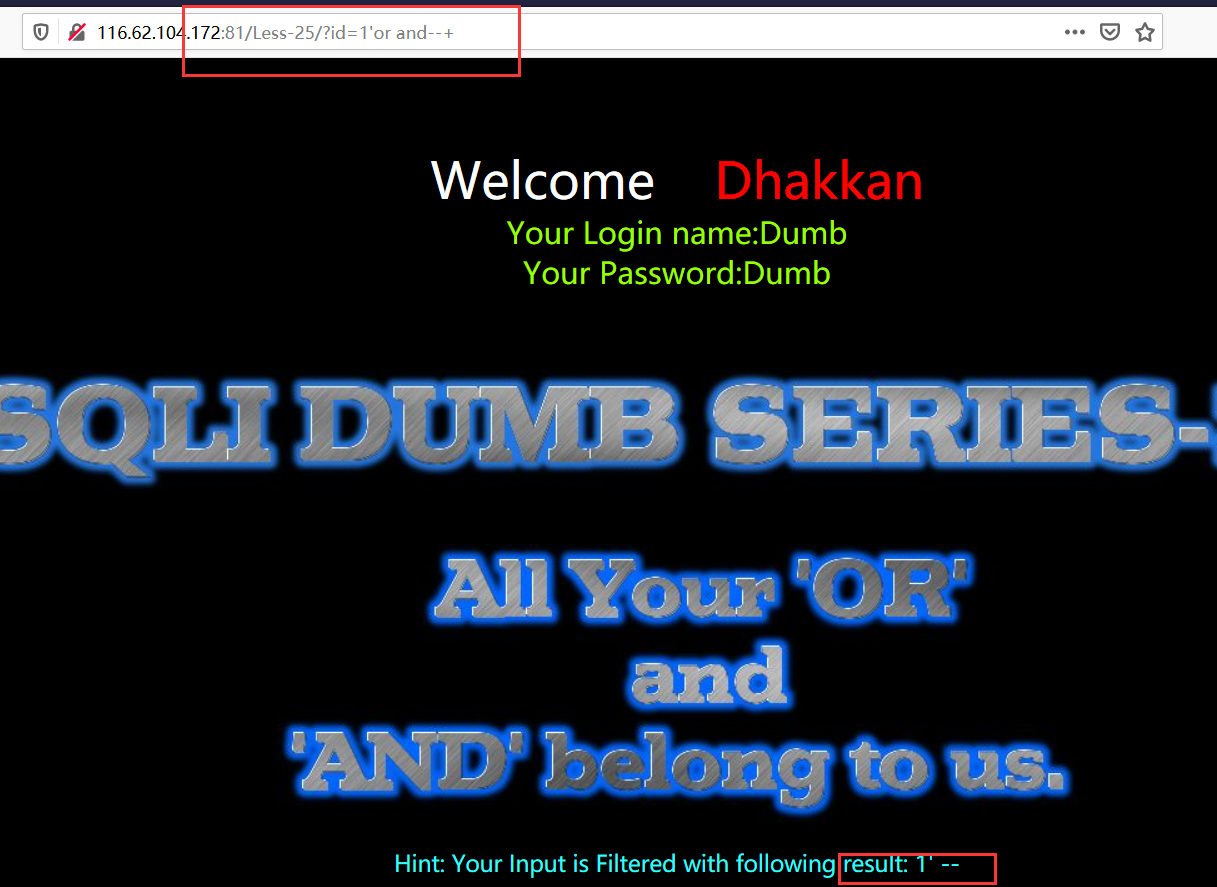 116.62.104.172:81/Less-25/?id=1'or and--+
Welcome Dhakkan
Your Login name:Dumb
Your Password:Dumb
SQLI DUMB SERIES-
All Your 'OR'
and
'AND' belong to us.
Hint: Your Input is Filtered with following result: 1' --